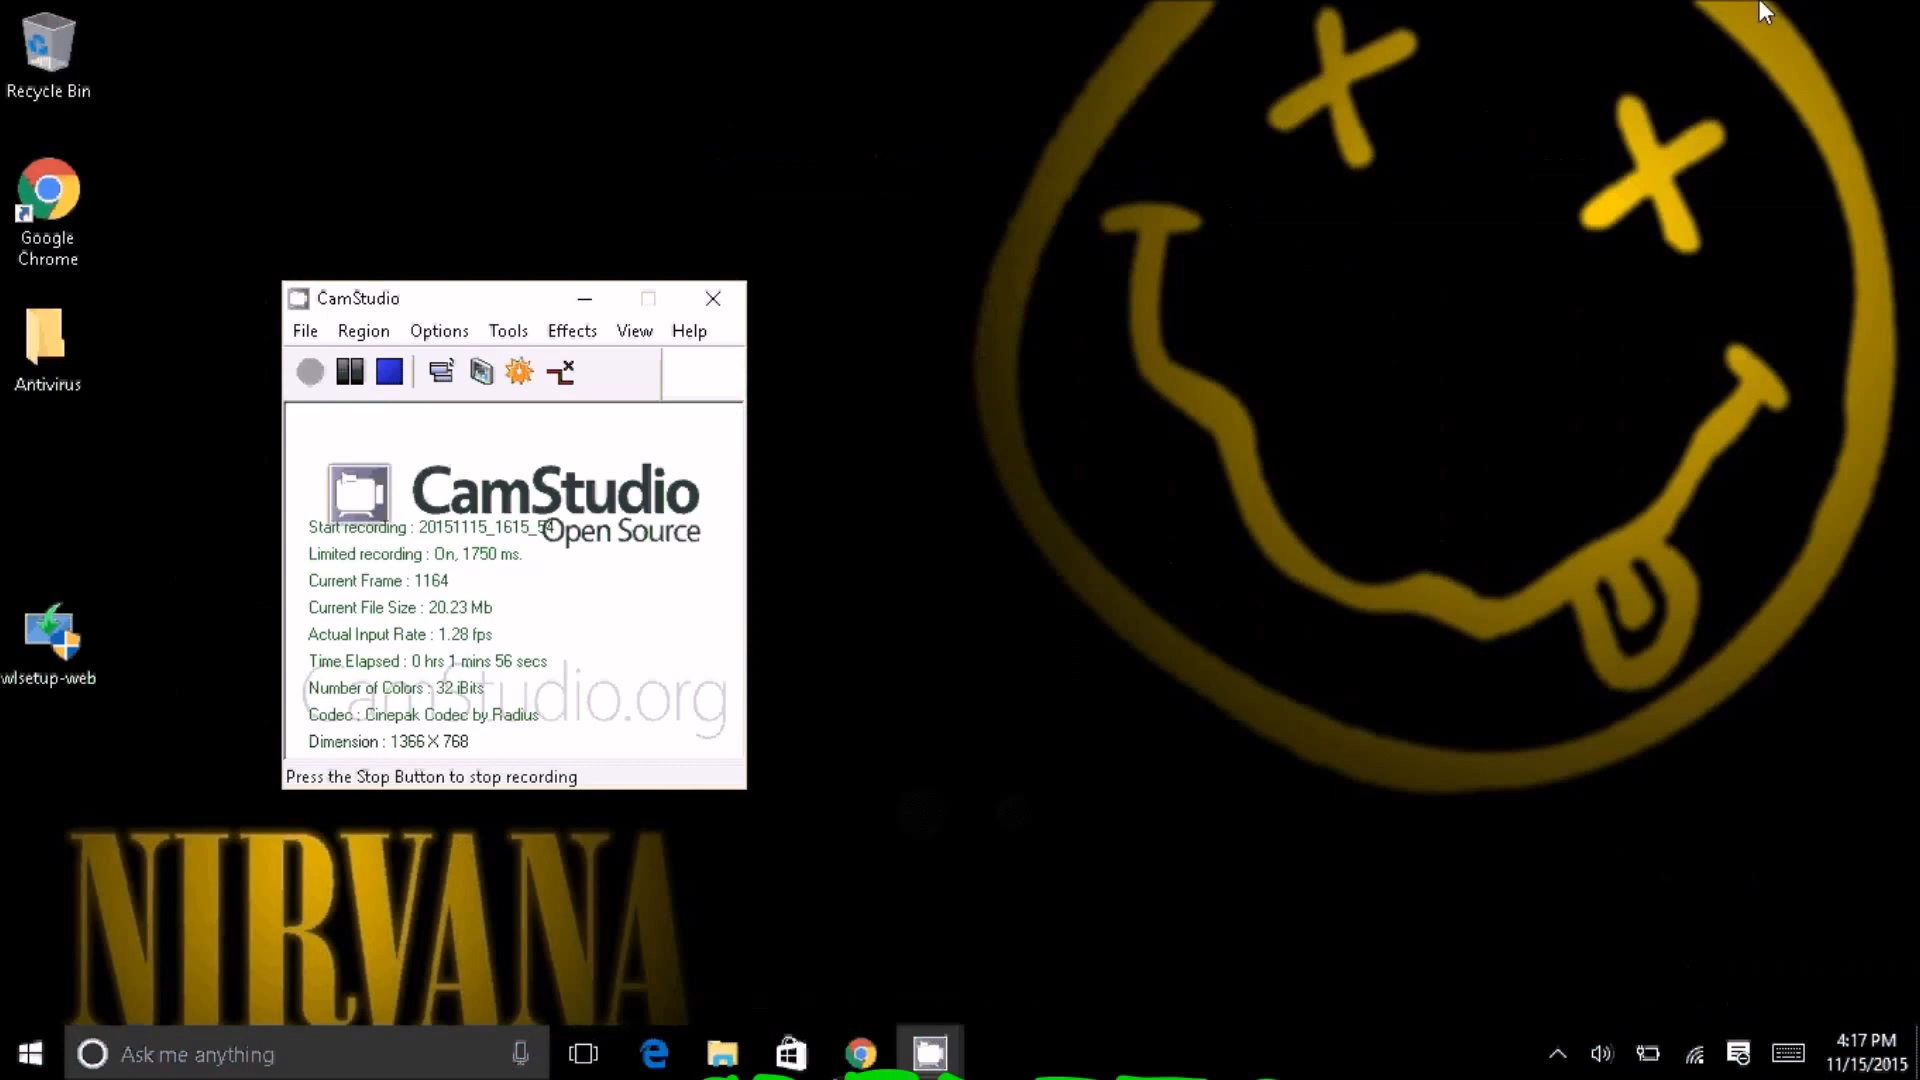 Recycle Bin
Google
Chrome
Antivirus
wlsetup-web
CamStudio
File Region Options Tools Effects View Help
CamStudio
Open Source
Start recording : 20151115_1615_54
Limited recording : On, 1750 ms.
Current Frame : 1164
Current File Size : 20.23 Mb
Actual Input Rate : 1.28 fps
Time Elapsed : 0 hrs 1 mins 56 secs
Number of Colors : 32 iBits
Codec : Cinepak Codec by Radius
CamStudio.org
Dimension : 1366 X 768
Press the Stop Button to stop recording
NIRVANA
Ask me anything
4:17 PM
11/15/2015